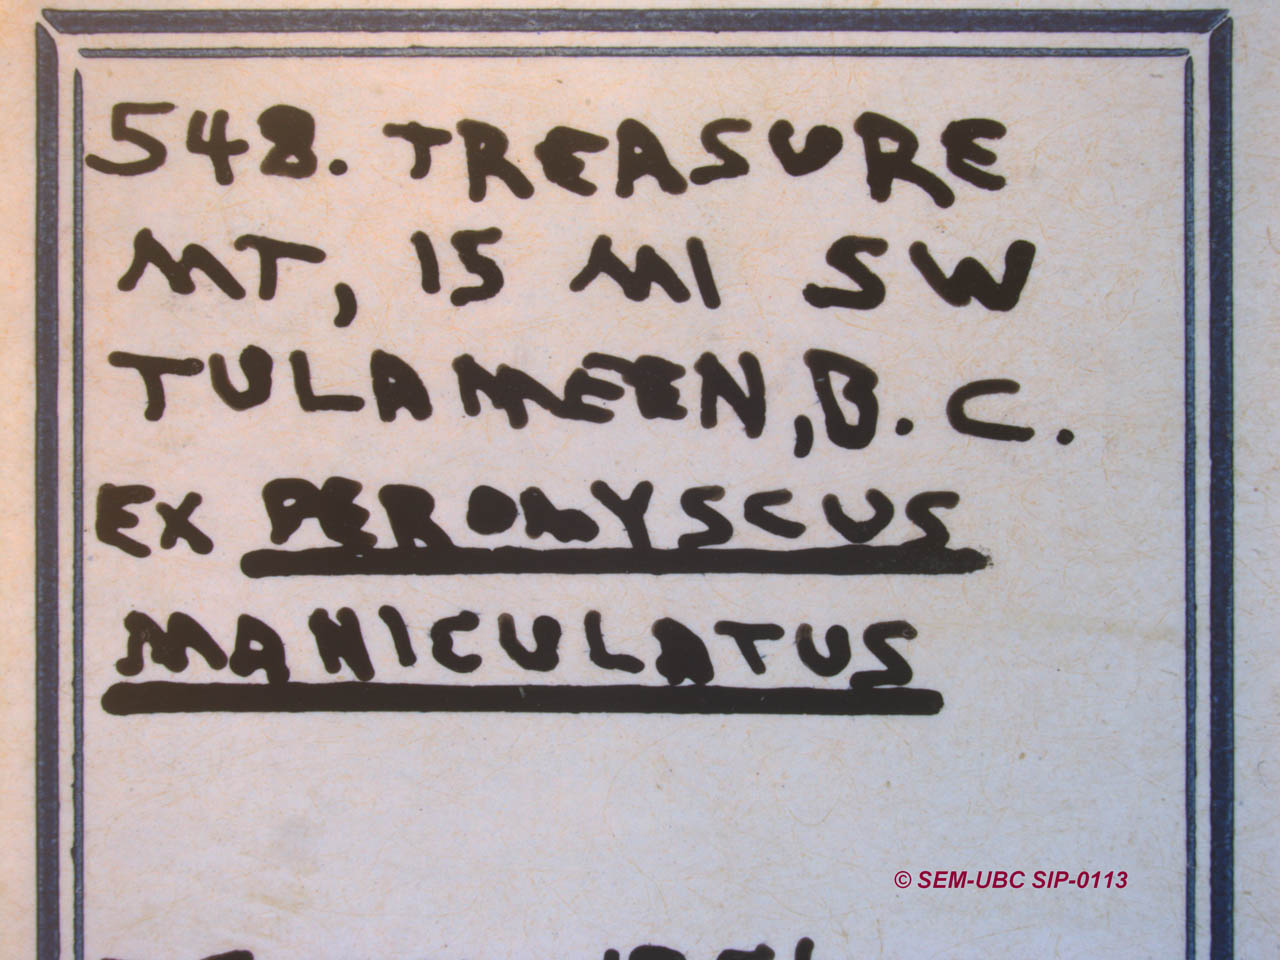 548. TREASURE
MT, 15 MI SW
TULAMEEN, B.C.
EX PEROMYSCUS
MANICULATUS
© SEM-UBC SIP-0113